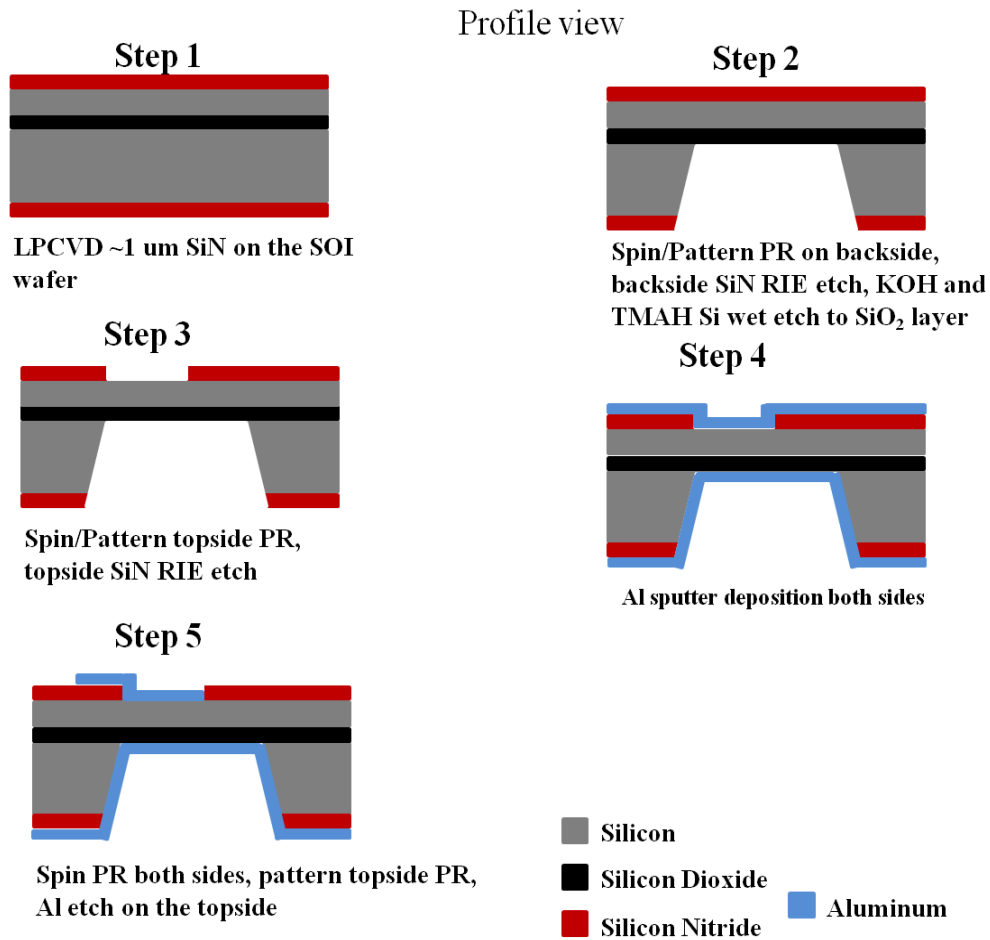 Profile view
Step 1
LPCVD ~1 um SiN on the SOI
wafer
Step 2
Spin/Pattern PR on backside,
backside SiN RIE etch, KOH and
TMAH Si wet etch to SiO₂ layer
Step 3
Spin/Pattern topside PR,
topside SiN RIE etch
Step 4
Al sputter deposition both sides
Step 5
Spin PR both sides, pattern topside PR,
Al etch on the topside
Silicon
Silicon Dioxide
Silicon Nitride
Aluminum